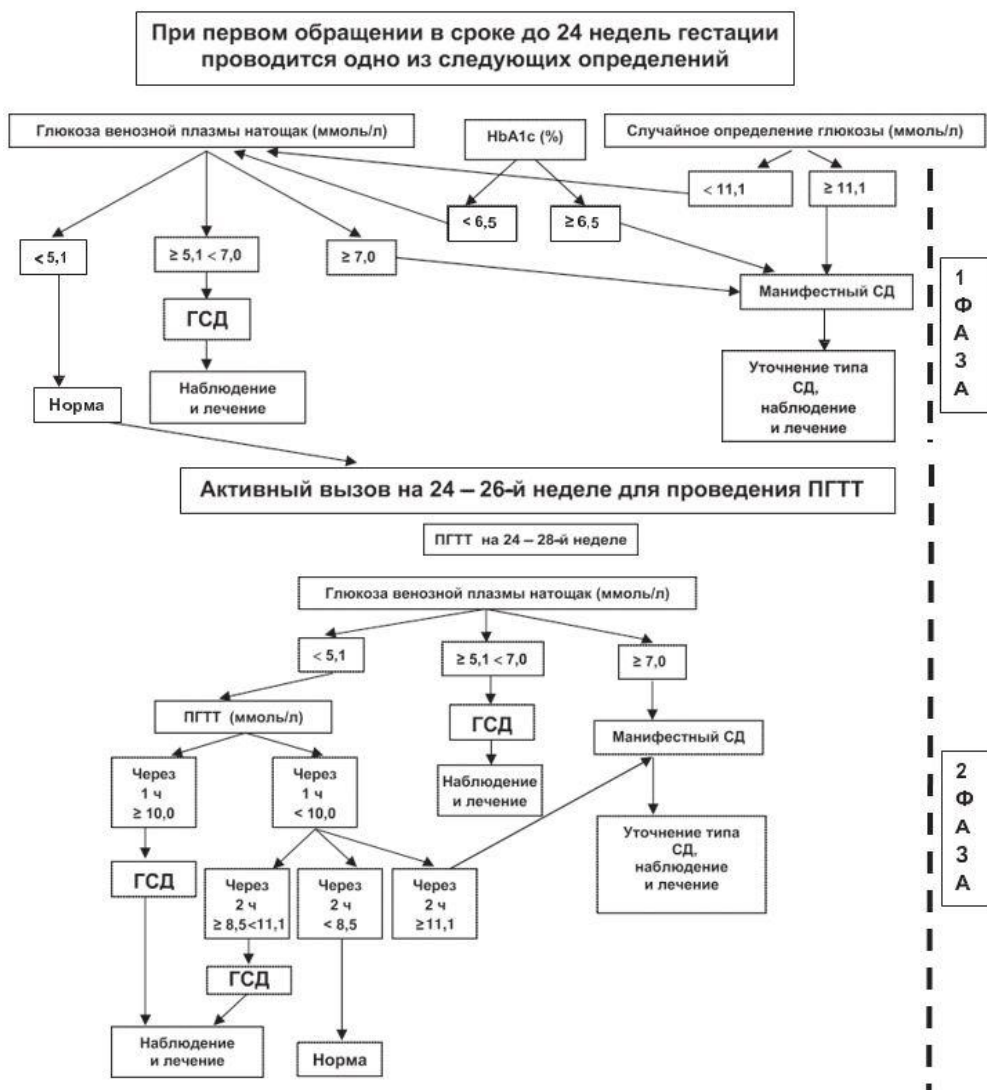 При первом обращении в сроке до 24 недель гестации
проводится одно из следующих определений
Глюкоза венозной плазмы натощак (ммоль/л)
HbA1c (%)
Случайное определение глюкозы (ммоль/л)
< 11,1
≥ 11,1
< 6,5
≥ 6,5
< 5,1
≥ 5,1 < 7,0
≥ 7,0
Манифестный СД
ГСД
Наблюдение
и лечение
Норма
Уточнение типа
СД,
наблюдение
и лечение
1
Ф
А
З
А
Активный вызов на 24 – 26-й неделе для проведения ПГТТ
ПГТТ на 24 – 28-й неделе
Глюкоза венозной плазмы натощак (ммоль/л)
< 5,1
≥ 5,1 < 7,0
≥ 7,0
ПГТТ (ммоль/л)
ГСД
Манифестный СД
Через
1 ч
≥ 10,0
Через
1 ч
< 10,0
Наблюдение
и лечение
Уточнение типа
СД,
наблюдение
и лечение
ГСД
Через
2 ч
≥ 8,5<11,1
Через
2 ч
< 8,5
Через
2 ч
≥11,1
ГСД
Наблюдение
и лечение
Норма
2
Ф
А
З
А